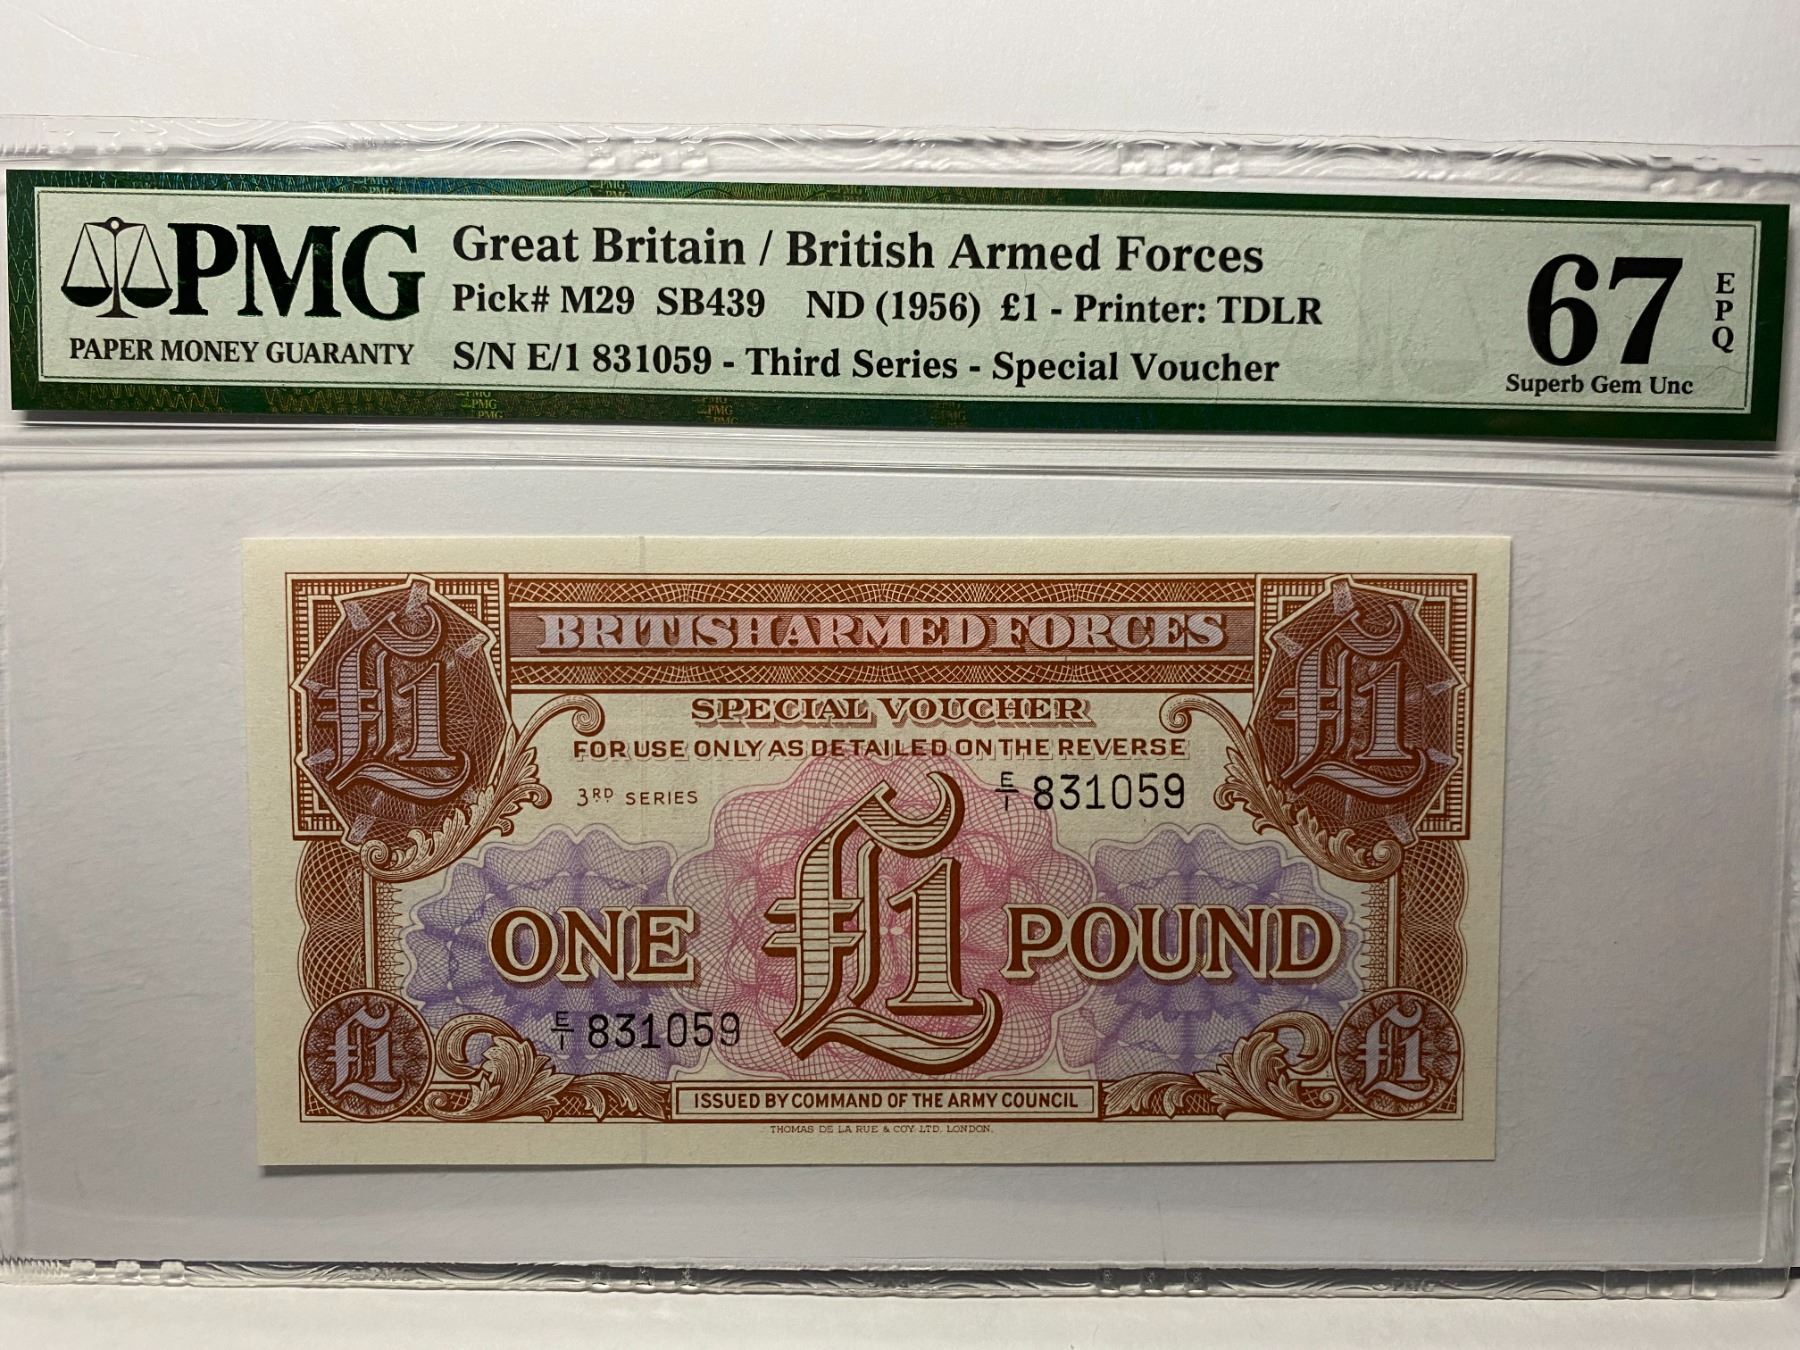 PMG
PAPER MONEY GUARANTY
Great Britain / British Armed Forces
Pick# M29 SB439 ND (1956) £1 - Printer: TDLR
S/N E/1 831059 - Third Series - Special Voucher
67
EPQ
Superb Gem Unc
£1
£1
BRITISH ARMED FORCES
SPECIAL VOUCHER
FOR USE ONLY AS DETAILED ON THE REVERSE
3RD SERIES
E/1 831059
ONE £1 POUND
E/1 831059
£1
£1
ISSUED BY COMMAND OF THE ARMY COUNCIL
THOMAS DE LA RUE & COY. LTD. LONDON.